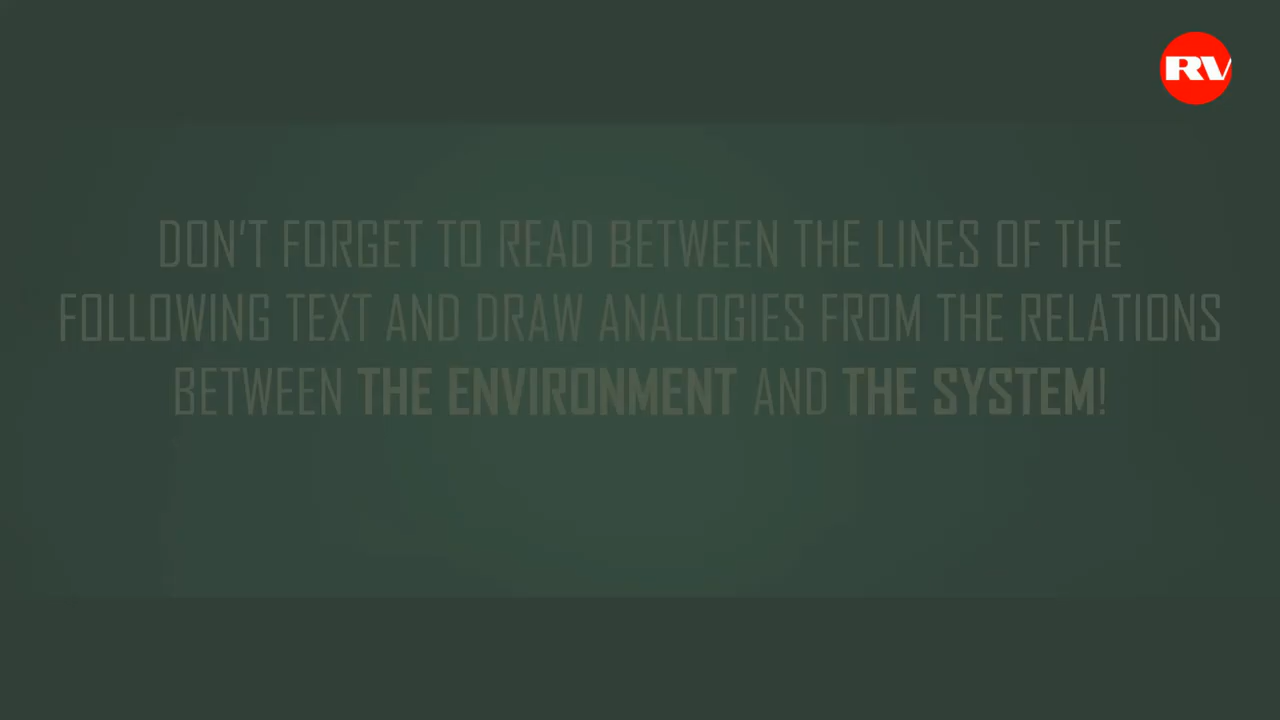 RV
DON'T FORGET TO READ BETWEEN THE LINES OF THE
FOLLOWING TEXT AND DRAW ANALOGIES FROM THE RELATIONS
BETWEEN THE ENVIRONMENT AND THE SYSTEM!